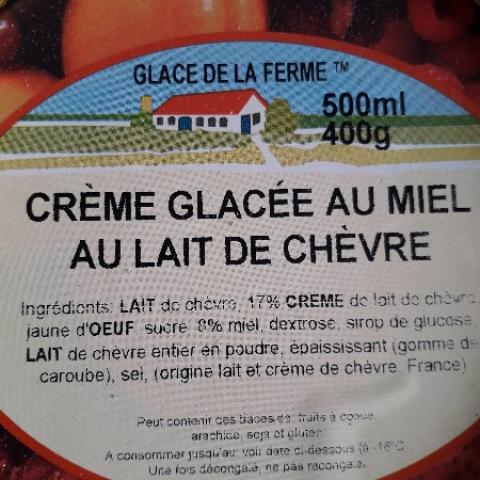 GLACE DE LA FERME ™
500ml
400g
CRÈME GLACÉE AU MIEL
AU LAIT DE CHÈVRE
Ingrédients: LAIT de chèvre, 17% CREME de lait de chèvre,
jaune d'OEUF, sucre, 8% miel, dextrose, sirop de glucose,
LAIT de chèvre entier en poudre, épaississant (gomme de
caroube), sel, (origine lait et crème de chèvre: France)
Peut contenir des traces de: fruits à coque,
arachide, soja et gluten.
A consommer jusqu'au: voir date ci-dessous (à -18°C)
Une fois décongelé, ne pas recongelé.